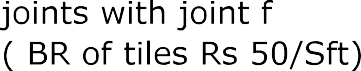 joints with joint f
( BR of tiles Rs 50/Sft)